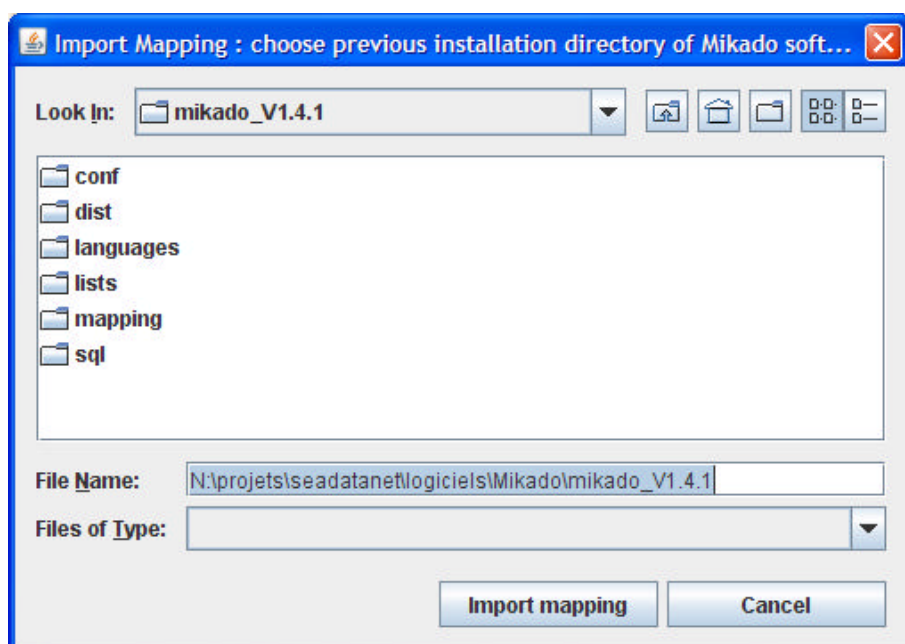 Import Mapping : choose previous installation directory of Mikado soft...
Look In: mikado_V1.4.1
conf
dist
languages
lists
mapping
sql
File Name: N:\projets\seadatanet\logiciels\Mikado\mikado_V1.4.1
Files of Type:
Import mapping Cancel